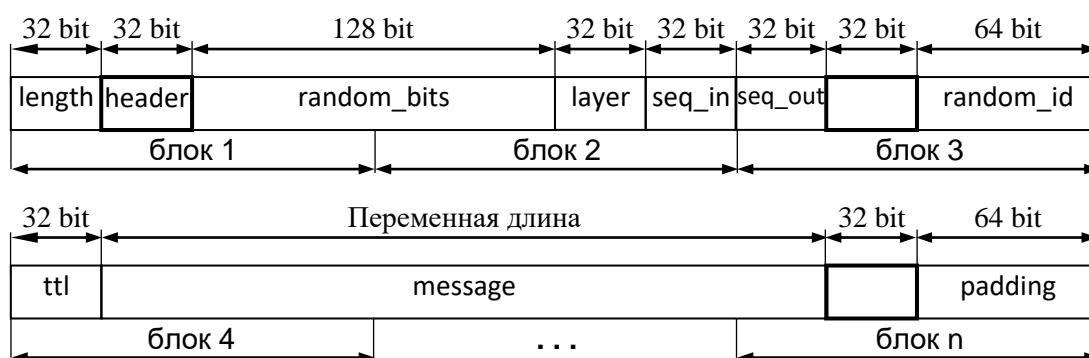 32 bit 32 bit 128 bit 32 bit 32 bit 32 bit 32 bit 64 bit
length header random_bits layer seq_in seq_out random_id
блок 1 блок 2 блок 3
32 bit Переменная длина 32 bit 64 bit
ttl message padding
блок 4 ... блок n